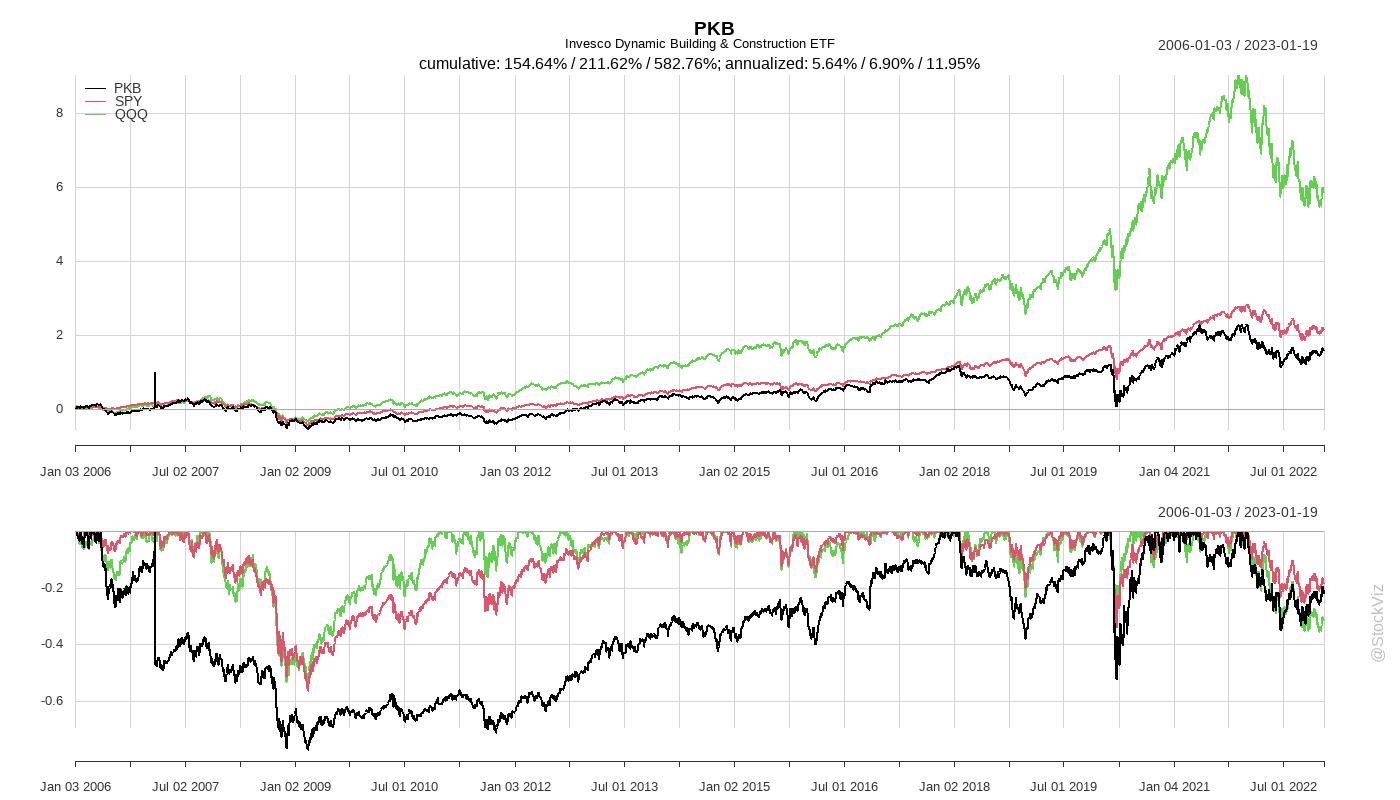 PKB
Invesco Dynamic Building & Construction ETF
2006-01-03 / 2023-01-19
cumulative: 154.64% / 211.62% / 582.76%; annualized: 5.64% / 6.90% / 11.95%
PKB
SPY
QQQ
8
6
4
2
0
Jan 03 2006 Jul 02 2007 Jan 02 2009 Jul 01 2010 Jan 03 2012 Jul 01 2013 Jan 02 2015 Jul 01 2016 Jan 02 2018 Jul 01 2019 Jan 04 2021 Jul 01 2022
2006-01-03 / 2023-01-19
-0.2
-0.4
-0.6
Jan 03 2006 Jul 02 2007 Jan 02 2009 Jul 01 2010 Jan 03 2012 Jul 01 2013 Jan 02 2015 Jul 01 2016 Jan 02 2018 Jul 01 2019 Jan 04 2021 Jul 01 2022
@StockViz